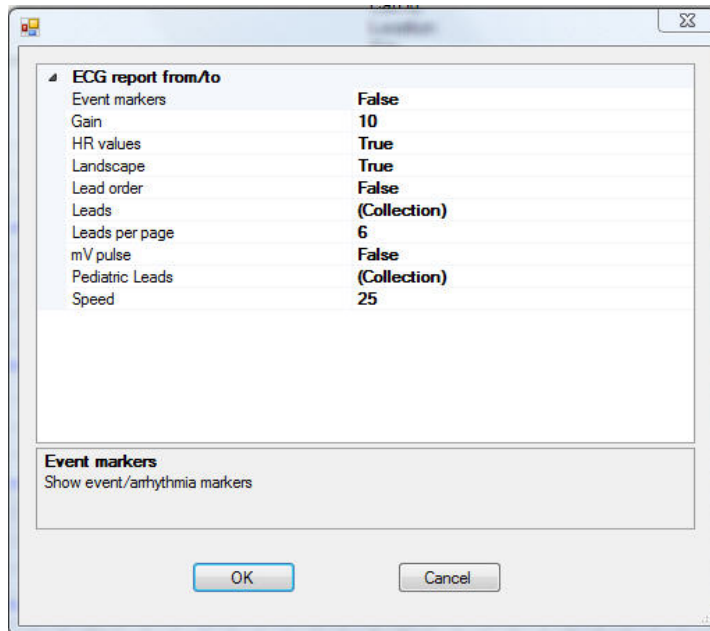 ECG report from/to
Event markers False
Gain 10
HR values True
Landscape True
Lead order False
Leads (Collection)
Leads per page 6
mV pulse False
Pediatric Leads (Collection)
Speed 25
Event markers
Show event/arrhythmia markers
OK Cancel